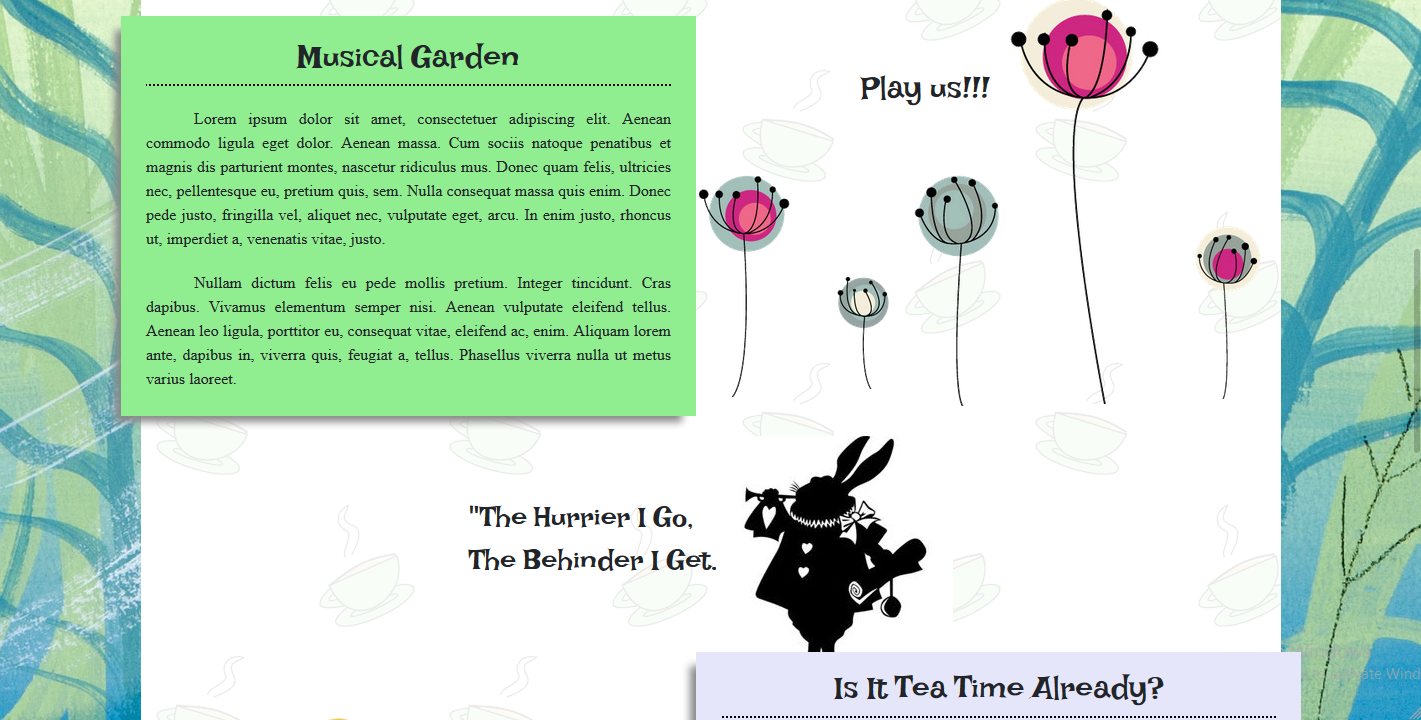 Musical Garden
Play us!!!
Lorem ipsum dolor sit amet, consectetuer adipiscing elit. Aenean
commodo ligula eget dolor. Aenean massa. Cum sociis natoque penatibus et
magnis dis parturient montes, nascetur ridiculus mus. Donec quam felis, ultricies
nec, pellentesque eu, pretium quis, sem. Nulla consequat massa quis enim. Donec
pede justo, fringilla vel, aliquet nec, vulputate eget, arcu. In enim justo, rhoncus
ut, imperdiet a, venenatis vitae, justo.
Nullam dictum felis eu pede mollis pretium. Integer tincidunt. Cras
dapibus. Vivamus elementum semper nisi. Aenean vulputate eleifend tellus.
Aenean leo ligula, porttitor eu, consequat vitae, eleifend ac, enim. Aliquam lorem
ante, dapibus in, viverra quis, feugiat a, tellus. Phasellus viverra nulla ut metus
varius laoreet.
"The Hurrier I Go,
The Behinder I Get.
Is It Tea Time Already?